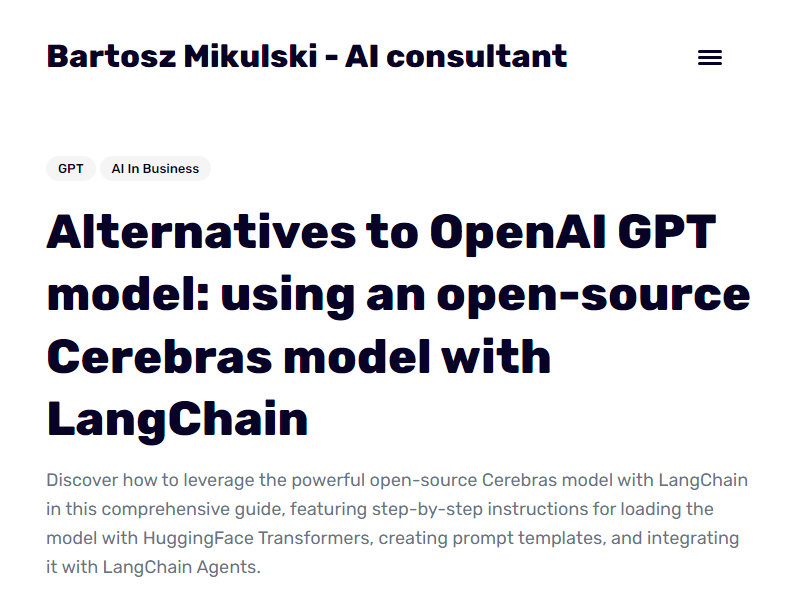 Bartosz Mikulski - AI consultant
GPT
AI In Business
Alternatives to OpenAI GPT
model: using an open-source
Cerebras model with
LangChain
Discover how to leverage the powerful open-source Cerebras model with LangChain
in this comprehensive guide, featuring step-by-step instructions for loading the
model with HuggingFace Transformers, creating prompt templates, and integrating
it with LangChain Agents.